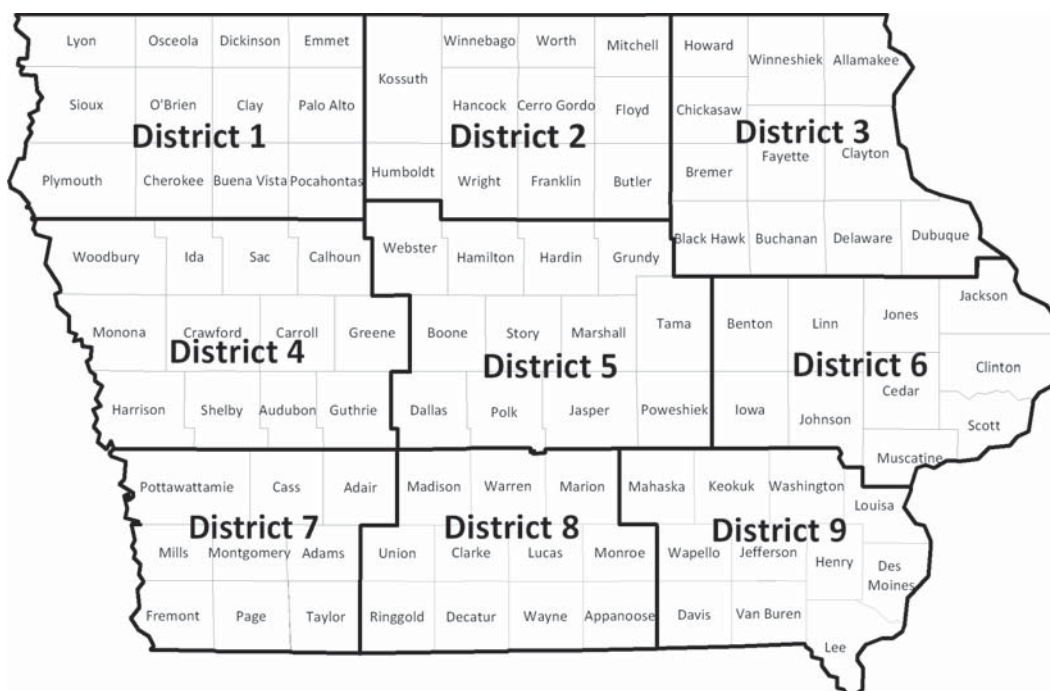 Lyon
Osceola
Dickinson
Emmet
Sioux
O'Brien
Clay
Palo Alto
District 1
Plymouth
Cherokee
Buena Vista
Pocahontas
Kossuth
Winnebago
Worth
Mitchell
Hancock
Cerro Gordo
Floyd
District 2
Humboldt
Wright
Franklin
Butler
Howard
Winneshiek
Allamakee
Chickasaw
District 3
Fayette
Clayton
Bremer
Black Hawk
Buchanan
Delaware
Dubuque
Woodbury
Ida
Sac
Calhoun
Monona
Crawford
Carroll
Greene
District 4
Harrison
Shelby
Audubon
Guthrie
Webster
Hamilton
Hardin
Grundy
Boone
Story
Marshall
Tama
District 5
Dallas
Polk
Jasper
Poweshiek
Benton
Linn
Jones
Jackson
District 6
Clinton
Cedar
Iowa
Johnson
Scott
Muscatine
Pottawattamie
Cass
Adair
District 7
Mills
Montgomery
Adams
Fremont
Page
Taylor
Madison
Warren
Marion
District 8
Union
Clarke
Lucas
Monroe
Ringgold
Decatur
Wayne
Appanoose
Mahaska
Keokuk
Washington
Louisa
District 9
Wapello
Jefferson
Henry
Des
Moines
Davis
Van Buren
Lee